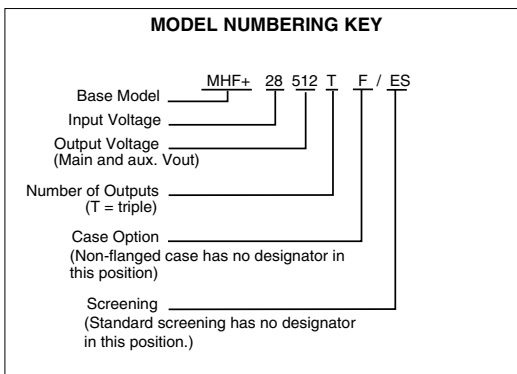 MODEL NUMBERING KEY
MHF+ 28 512 T F / ES
Base Model
Input Voltage
Output Voltage
(Main and aux. Vout)
Number of Outputs
(T = triple)
Case Option
(Non-flanged case has no designator in
this position)
Screening
(Standard screening has no designator
in this position.)